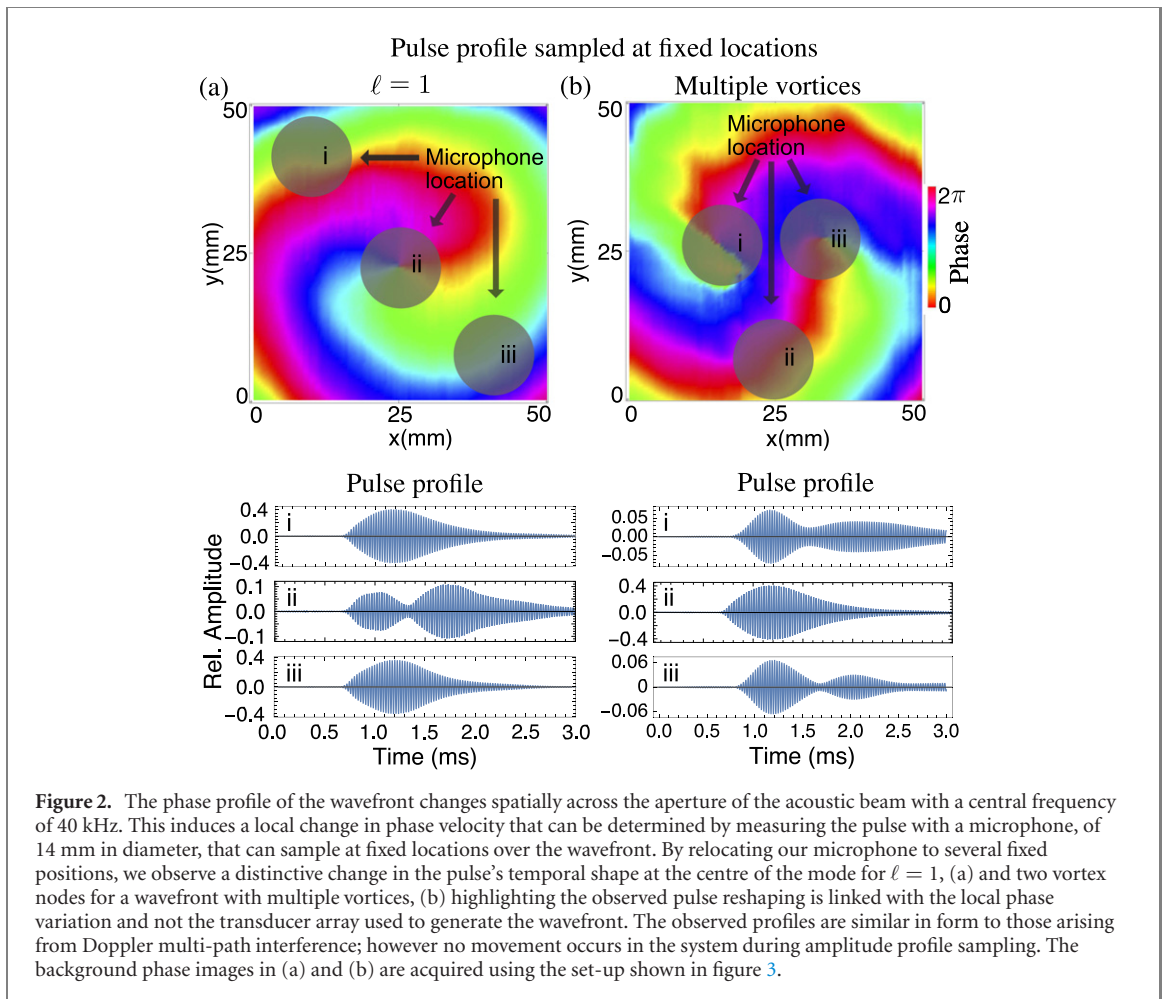 Pulse profile sampled at fixed locations
(a) ℓ = 1
(b) Multiple vortices
50
25
0
y(mm)
i
Microphone
location
ii
iii
0 25 50
x(mm)
50
25
0
y(mm)
Microphone
location
i
iii
ii
0 25 50
x(mm)
2π
0
Phase
Pulse profile
Rel. Amplitude
0.4
0.0
−0.4
i
0.1
0.0
−0.1
ii
0.4
0.0
−0.4
iii
0.0 0.5 1.0 1.5 2.0 2.5 3.0
Time (ms)
Pulse profile
0.05
0.00
−0.05
i
0.4
0.0
−0.4
ii
0.06
0
−0.06
iii
0.0 0.5 1.0 1.5 2.0 2.5 3.0
Time (ms)
Figure 2. The phase profile of the wavefront changes spatially across the aperture of the acoustic beam with a central frequency
of 40 kHz. This induces a local change in phase velocity that can be determined by measuring the pulse with a microphone, of
14 mm in diameter, that can sample at fixed locations over the wavefront. By relocating our microphone to several fixed
positions, we observe a distinctive change in the pulse's temporal shape at the centre of the mode for ℓ = 1, (a) and two vortex
nodes for a wavefront with multiple vortices, (b) highlighting the observed pulse reshaping is linked with the local phase
variation and not the transducer array used to generate the wavefront. The observed profiles are similar in form to those arising
from Doppler multi-path interference; however no movement occurs in the system during amplitude profile sampling. The
background phase images in (a) and (b) are acquired using the set-up shown in figure 3.